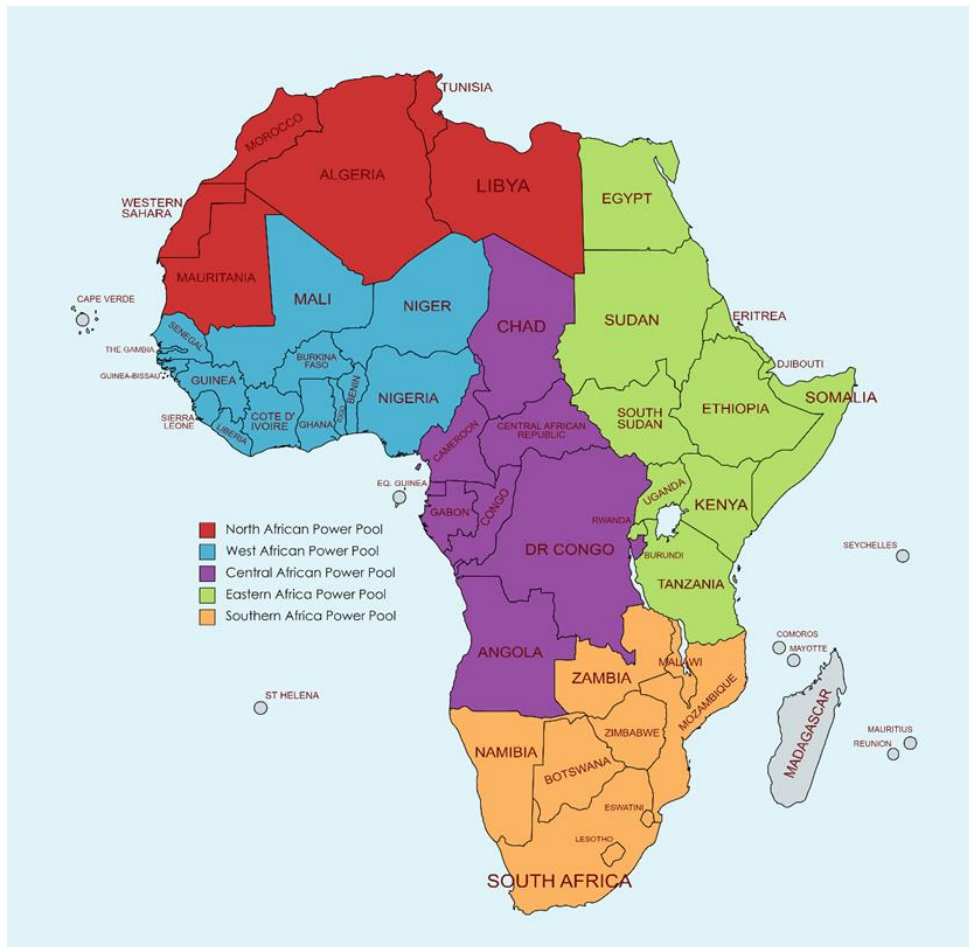 TUNISIA
MOROCCO
ALGERIA
LIBYA
EGYPT
WESTERN
SAHARA
MAURITANIA
CAPE VERDE
MALI
NIGER
CHAD
SUDAN
ERITREA
SENEGAL
THE GAMBIA
GUINEA-BISSAU
GUINEA
BURKINA
FASO
BENIN
TOGO
NIGERIA
DJIBOUTI
SOMALIA
ETHIOPIA
SOUTH
SUDAN
SIERRA
LEONE
LIBERIA
COTE D'
IVOIRE
GHANA
CAMEROON
CENTRAL AFRICAN
REPUBLIC
EQ. GUINEA
GABON
CONGO
UGANDA
KENYA
RWANDA
DR CONGO
BURUNDI
TANZANIA
SEYCHELLES
North African Power Pool
West African Power Pool
Central African Power Pool
Eastern Africa Power Pool
Southern Africa Power Pool
ANGOLA
ZAMBIA
MALAWI
MOZAMBIQUE
COMOROS
MAYOTTE
ST HELENA
NAMIBIA
ZIMBABWE
BOTSWANA
MADAGASCAR
MAURITIUS
REUNION
ESWATINI
LESOTHO
SOUTH AFRICA